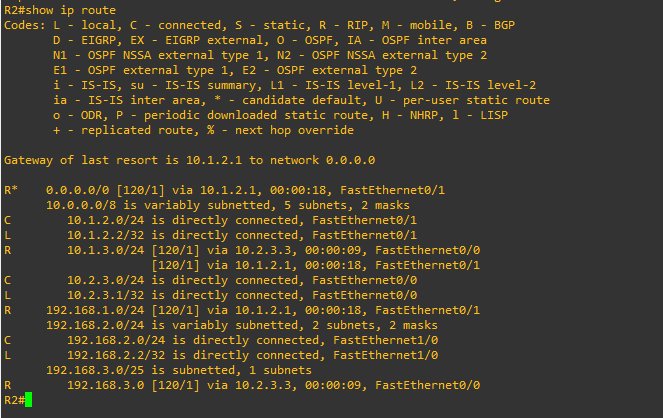 R2#show ip route
Codes: L - local, C - connected, S - static, R - RIP, M - mobile, B - BGP
       D - EIGRP, EX - EIGRP external, O - OSPF, IA - OSPF inter area
       N1 - OSPF NSSA external type 1, N2 - OSPF NSSA external type 2
       E1 - OSPF external type 1, E2 - OSPF external type 2
       i - IS-IS, su - IS-IS summary, L1 - IS-IS level-1, L2 - IS-IS level-2
       ia - IS-IS inter area, * - candidate default, U - per-user static route
       o - ODR, P - periodic downloaded static route, H - NHRP, l - LISP
       + - replicated route, % - next hop override
Gateway of last resort is 10.1.2.1 to network 0.0.0.0
R*    0.0.0.0/0 [120/1] via 10.1.2.1, 00:00:18, FastEthernet0/1
      10.0.0.0/8 is variably subnetted, 5 subnets, 2 masks
C        10.1.2.0/24 is directly connected, FastEthernet0/1
L        10.1.2.2/32 is directly connected, FastEthernet0/1
R        10.1.3.0/24 [120/1] via 10.2.3.3, 00:00:09, FastEthernet0/0
                     [120/1] via 10.1.2.1, 00:00:18, FastEthernet0/1
C        10.2.3.0/24 is directly connected, FastEthernet0/0
L        10.2.3.1/32 is directly connected, FastEthernet0/0
R     192.168.1.0/24 [120/1] via 10.1.2.1, 00:00:18, FastEthernet0/1
      192.168.2.0/24 is variably subnetted, 2 subnets, 2 masks
C        192.168.2.0/24 is directly connected, FastEthernet1/0
L        192.168.2.2/32 is directly connected, FastEthernet1/0
      192.168.3.0/25 is subnetted, 1 subnets
R        192.168.3.0 [120/1] via 10.2.3.3, 00:00:09, FastEthernet0/0
R2#